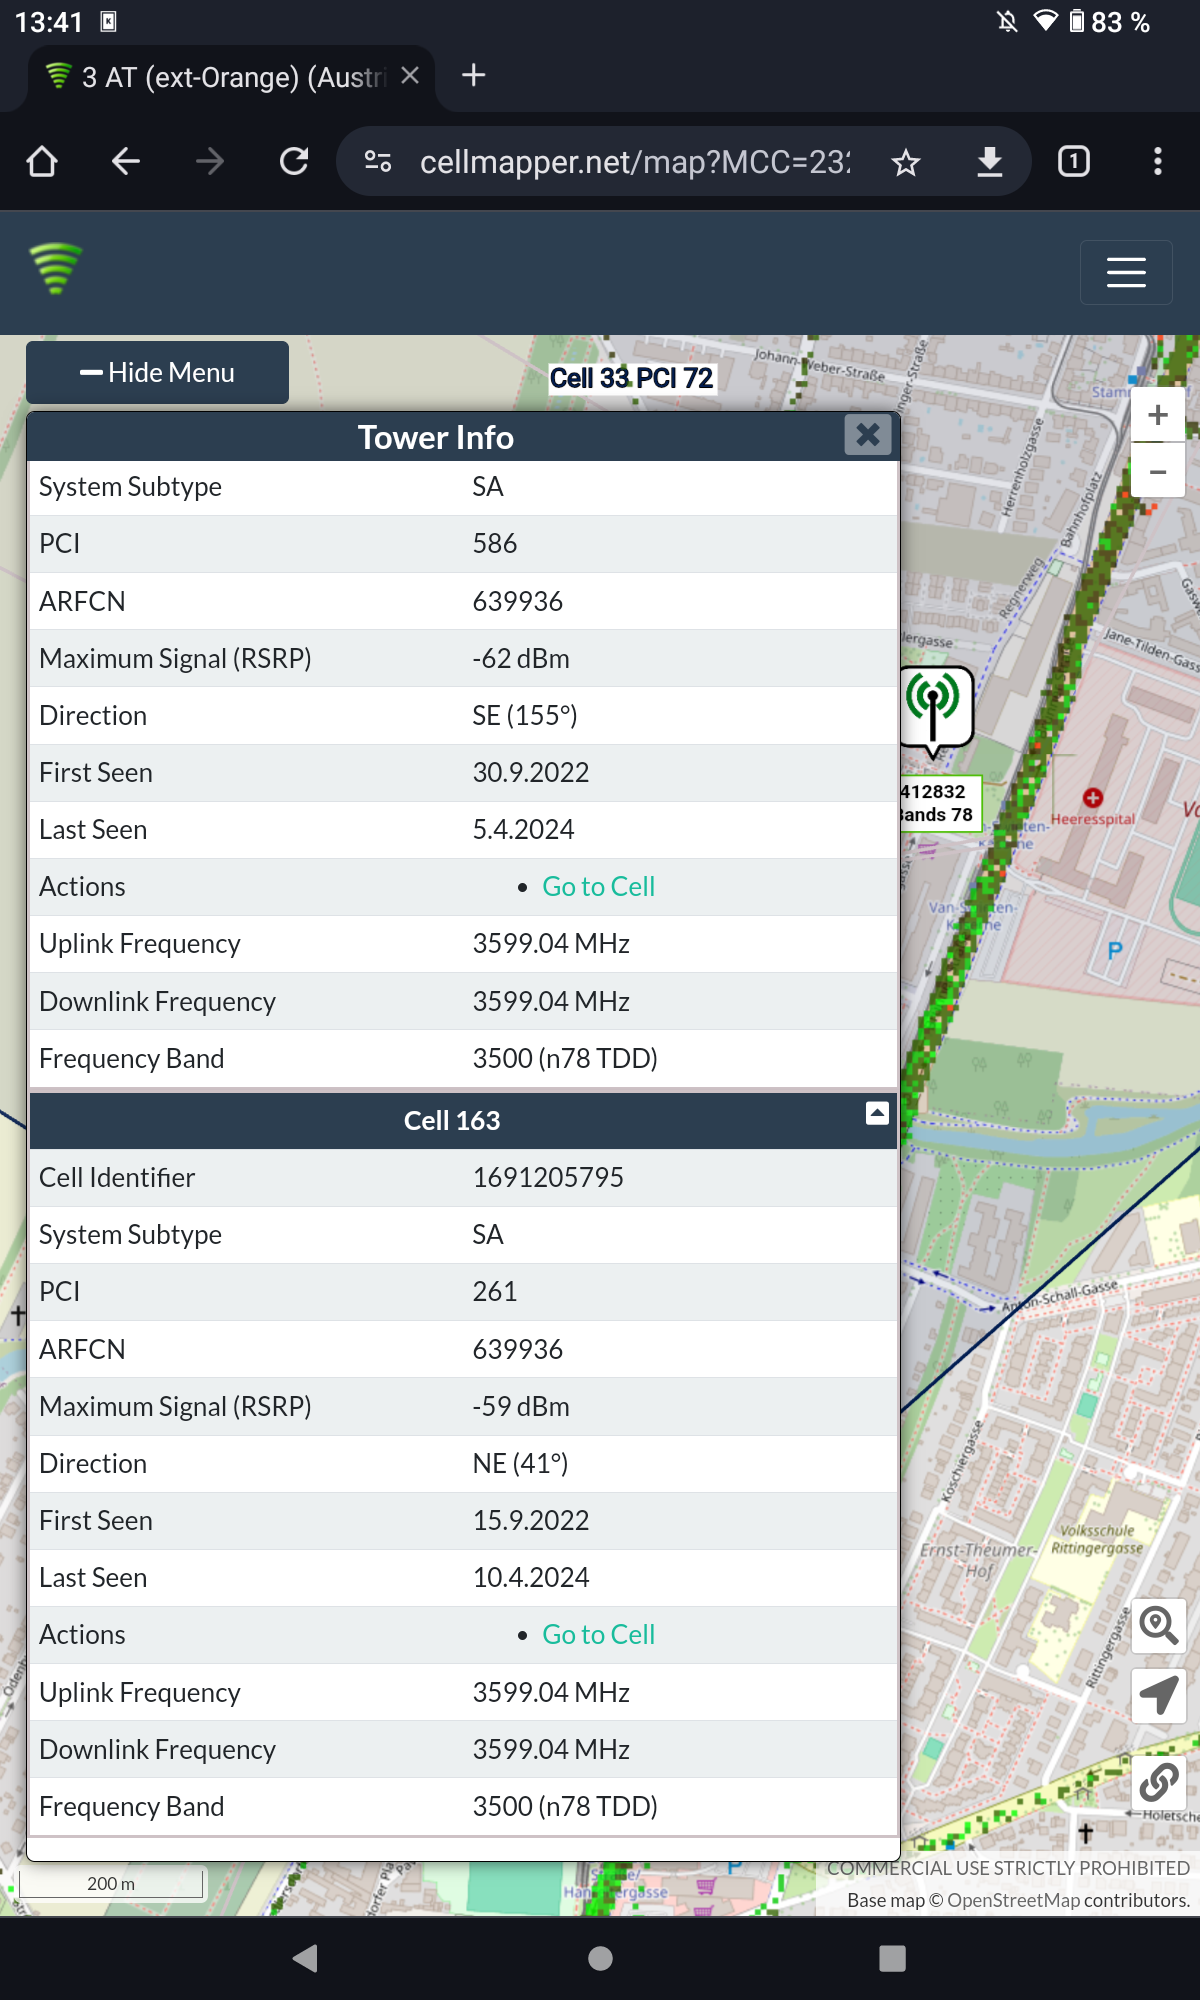 13:41
83 %
3 AT (ext-Orange) (Austri
cellmapper.net/map?MCC=232
1
Hide Menu
Cell 33 PCI 72
Johann-Weber-Straße
Herrenholzgasse
Bahnhofplatz
Regnerweg
Jane-Tilden-Gass
Tower Info
System Subtype SA
PCI 586
ARFCN 639936
Maximum Signal (RSRP) -62 dBm
Direction SE (155°)
First Seen 30.9.2022
Last Seen 5.4.2024
Actions • Go to Cell
Uplink Frequency 3599.04 MHz
Downlink Frequency 3599.04 MHz
Frequency Band 3500 (n78 TDD)
Cell 163
Cell Identifier 1691205795
System Subtype SA
PCI 261
ARFCN 639936
Maximum Signal (RSRP) -59 dBm
Direction NE (41°)
First Seen 15.9.2022
Last Seen 10.4.2024
Actions • Go to Cell
Uplink Frequency 3599.04 MHz
Downlink Frequency 3599.04 MHz
Frequency Band 3500 (n78 TDD)
+
−
412832
Bands 78
Heeresspital
P
Anton-Schall-Gasse
Koschiergasse
Volksschule
Rittingergasse
Ernst-Theumer-
Hof
Rittingergasse
Holetsche
P
200 m
COMMERCIAL USE STRICTLY PROHIBITED
Base map © OpenStreetMap contributors.